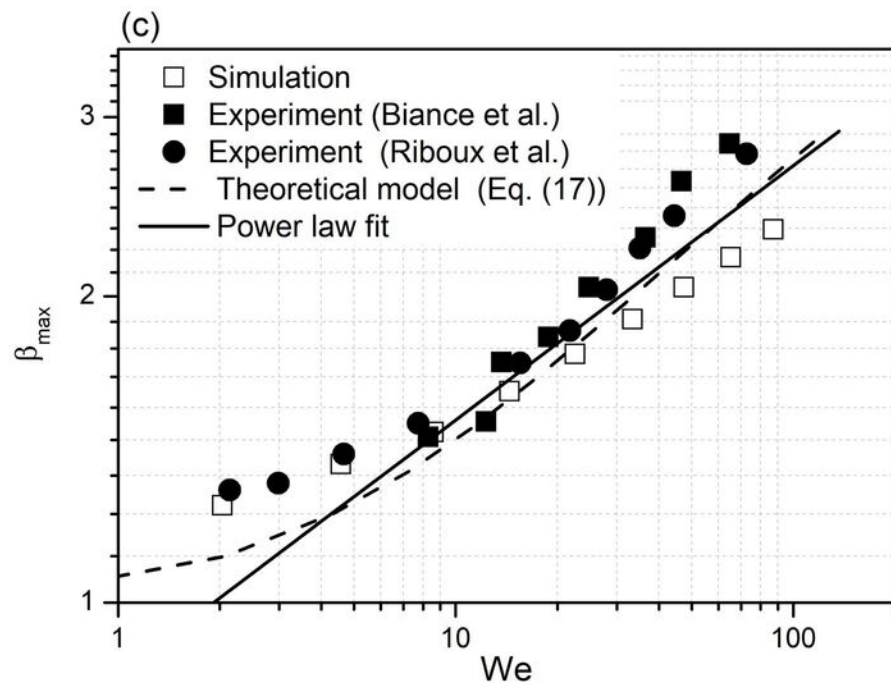 (c)
Simulation
Experiment (Biance et al.)
Experiment (Riboux et al.)
Theoretical model (Eq. (17))
Power law fit
3
2
1
βmax
1 10 100
We